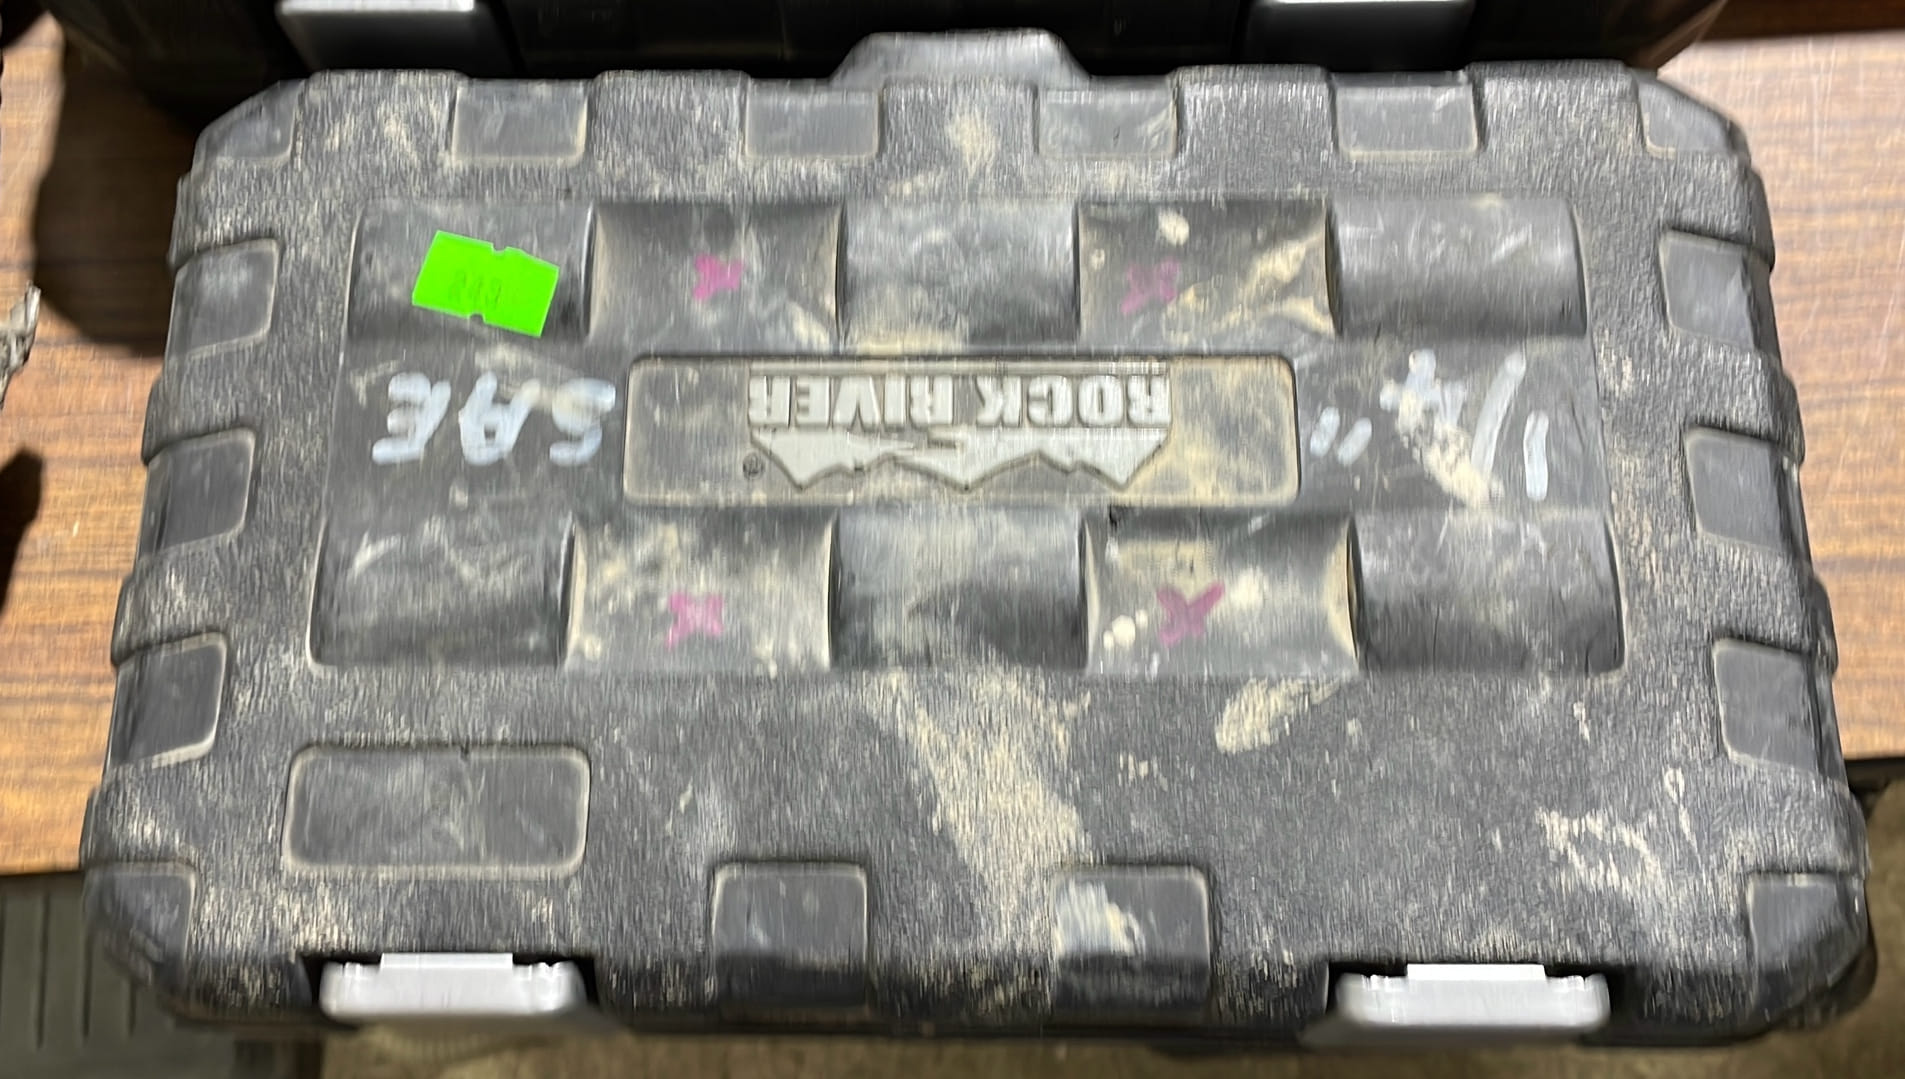 1/4" ROCK RIVER® SAE